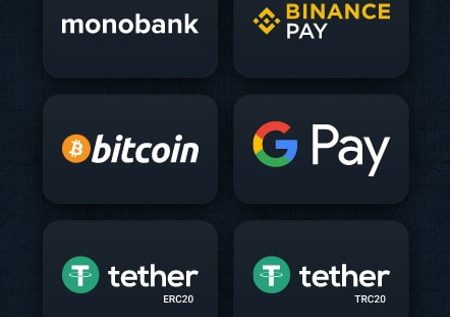 monobank
BINANCE
PAY
bitcoin
G Pay
tether
ERC20
tether
TRC20